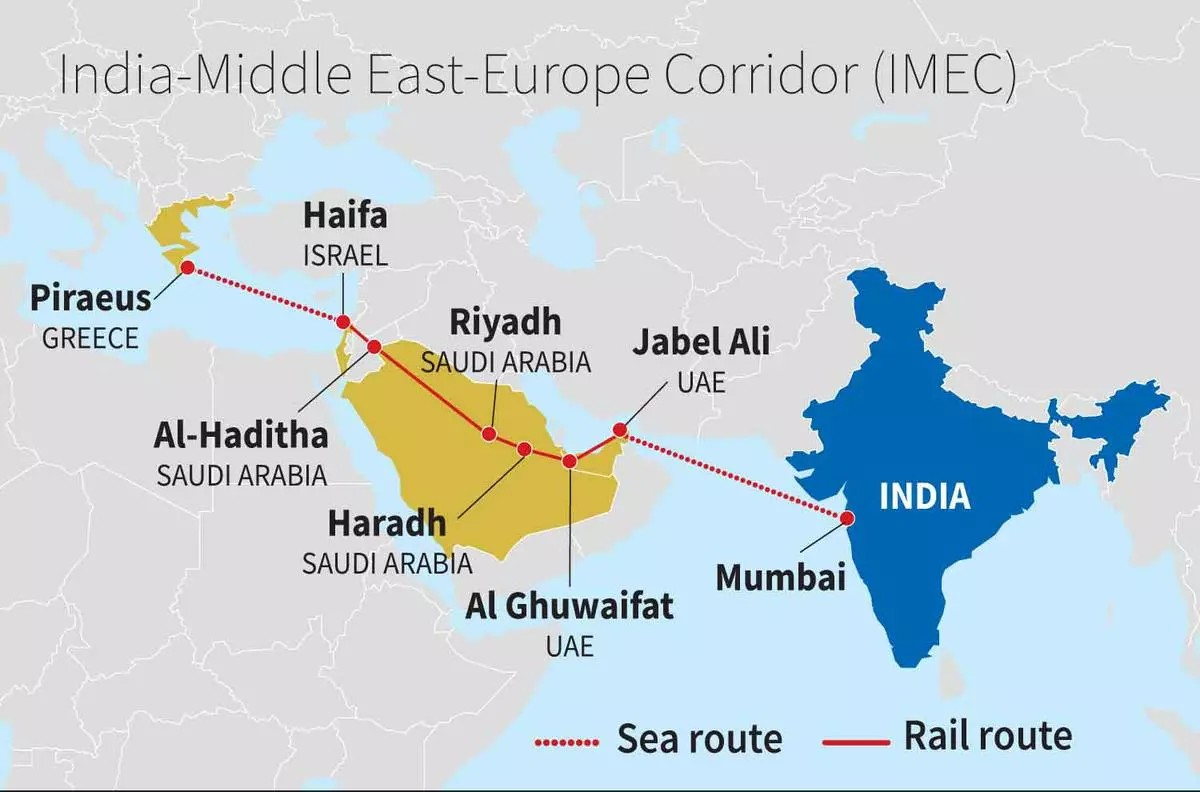 India-Middle East-Europe Corridor (IMEC)
Haifa
ISRAEL
Piraeus
GREECE
Riyadh
SAUDI ARABIA
Jabel Ali
UAE
Al-Haditha
SAUDI ARABIA
INDIA
Haradh
SAUDI ARABIA
Mumbai
Al Ghuwaifat
UAE
Sea route
Rail route